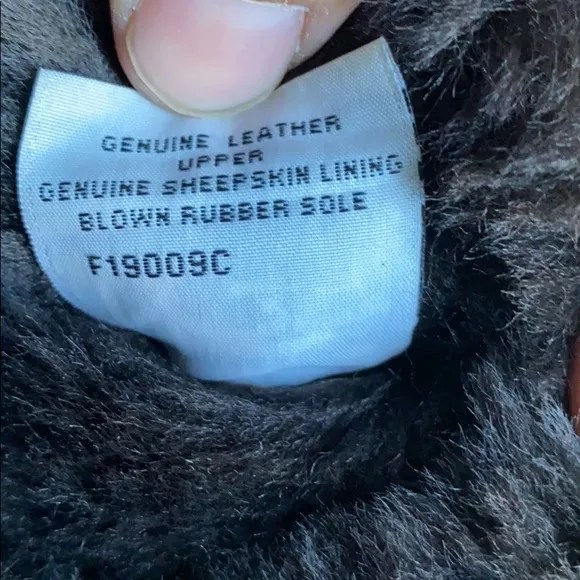 GENUINE LEATHER
UPPER
GENUINE SHEEPSKIN LINING
BLOWN RUBBER SOLE
F19009C